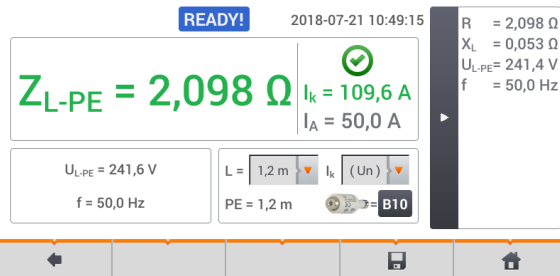 READY! 2018-07-21 10:49:15
Z L-PE = 2,098 Ω
Ik = 109,6 A
IA = 50,0 A
UL-PE = 241,6 V
f = 50,0 Hz
L = 1,2 m Ik (Un)
PE = 1,2 m = B10
R = 2,098 Ω
XL = 0,053 Ω
UL-PE= 241,4 V
f = 50,0 Hz